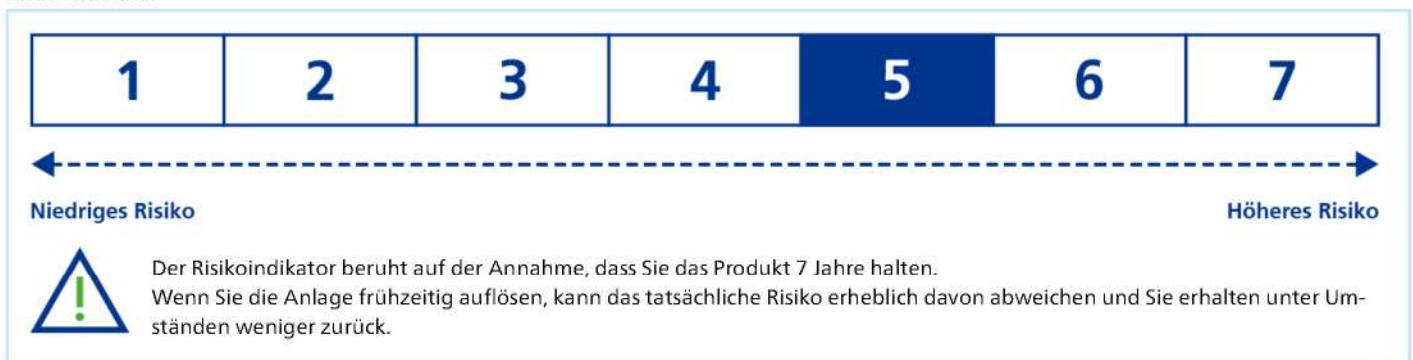 1 2 3 4 5 6 7
Niedriges Risiko Höheres Risiko
Der Risikoindikator beruht auf der Annahme, dass Sie das Produkt 7 Jahre halten.
Wenn Sie die Anlage frühzeitig auflösen, kann das tatsächliche Risiko erheblich davon abweichen und Sie erhalten unter Um-
ständen weniger zurück.